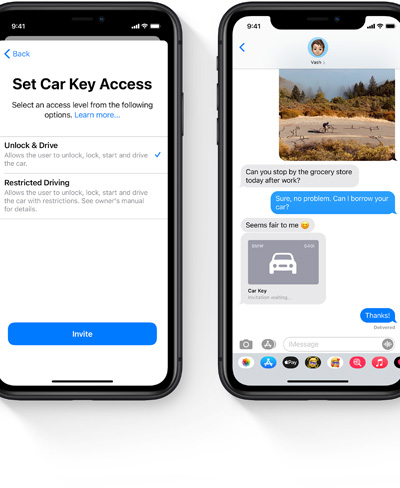 9:41
Back
Set Car Key Access
Select an access level from the following
options. Learn more...
Unlock & Drive
Allows the user to unlock, lock, start and drive
the car.
Restricted Driving
Allows the user to unlock, lock, start and drive
the car with restrictions. See owner's manual
for details.
Invite
9:41
Can you stop by the grocery store
today after work?
Sure, no problem. Can I borrow your
car?
Seems fair to me 😊
BMW
Car Key
Invitation waiting...
Thanks!
Delivered
iMessage
Pay